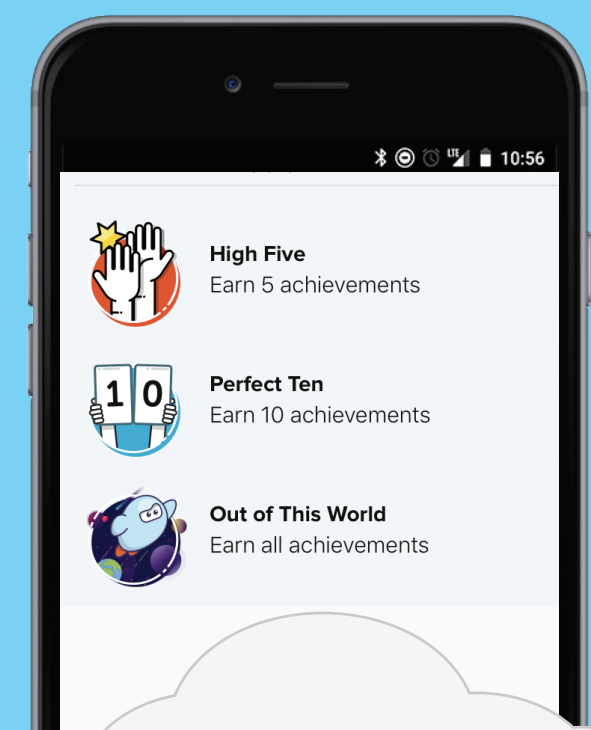 LTE 10:56
High Five
Earn 5 achievements
10
Perfect Ten
Earn 10 achievements
Out of This World
Earn all achievements